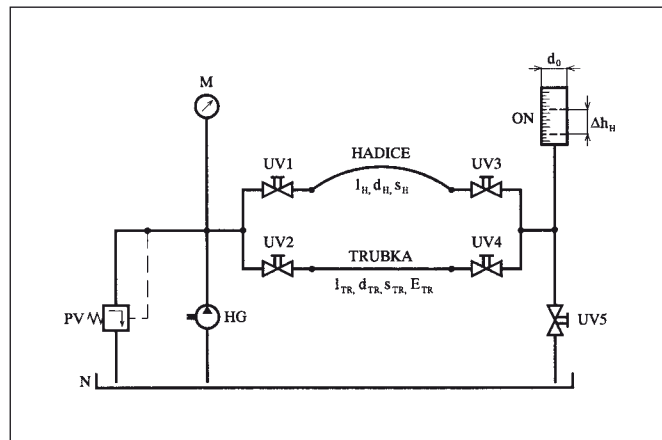 d₀
M
ON
Δh_H
HADICE
UV1
UV3
l_H, d_H, s_H
UV2
TRUBKA
UV4
l_TR, d_TR, s_TR, E_TR
PV
HG
UV5
N